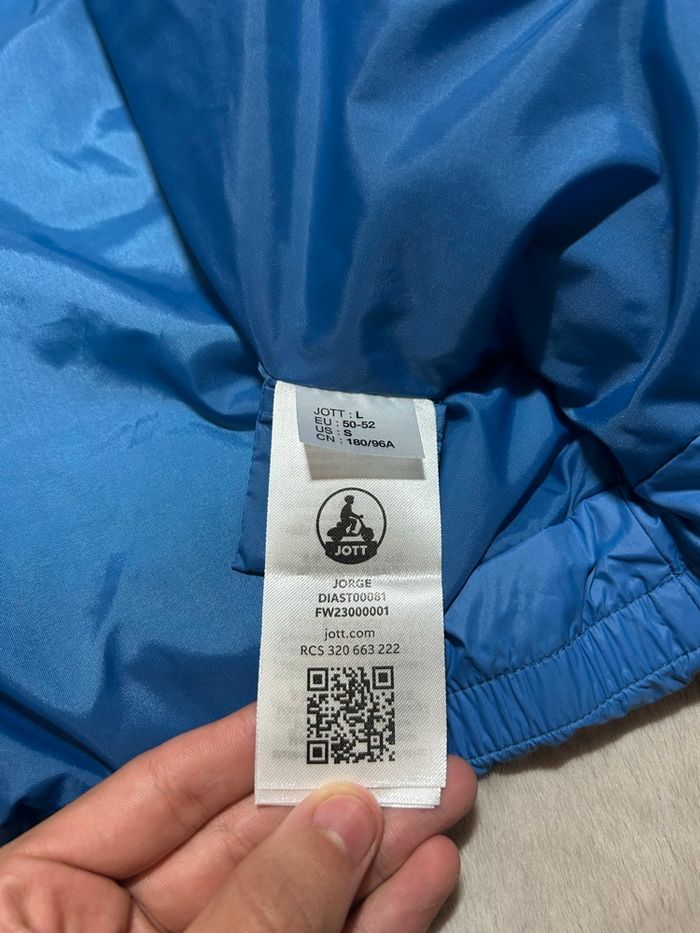 JOTT : L
EU : 50-52
US : S
CN : 180/96A
JOTT
JORGE
DIAST00081
FW23000001
jott.com
RCS 320 663 222